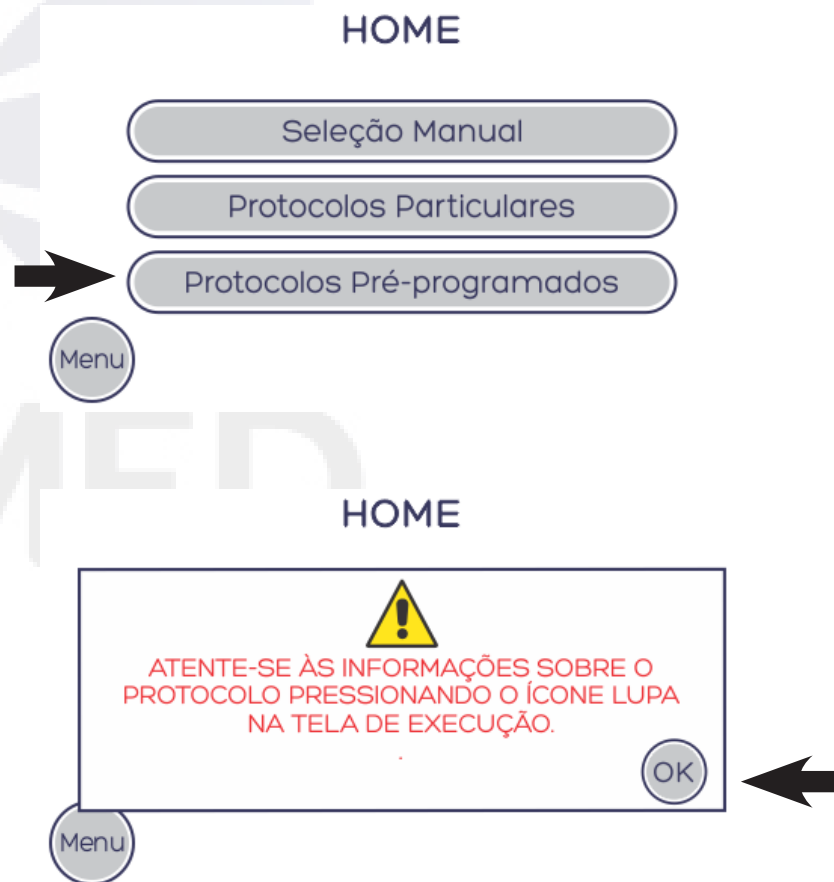 HOME
Seleção Manual
Protocolos Particulares
Protocolos Pré-programados
Menu
HOME
ATENTE-SE ÀS INFORMAÇÕES SOBRE O
PROTOCOLO PRESSIONANDO O ÍCONE LUPA
NA TELA DE EXECUÇÃO.
.
OK
Menu